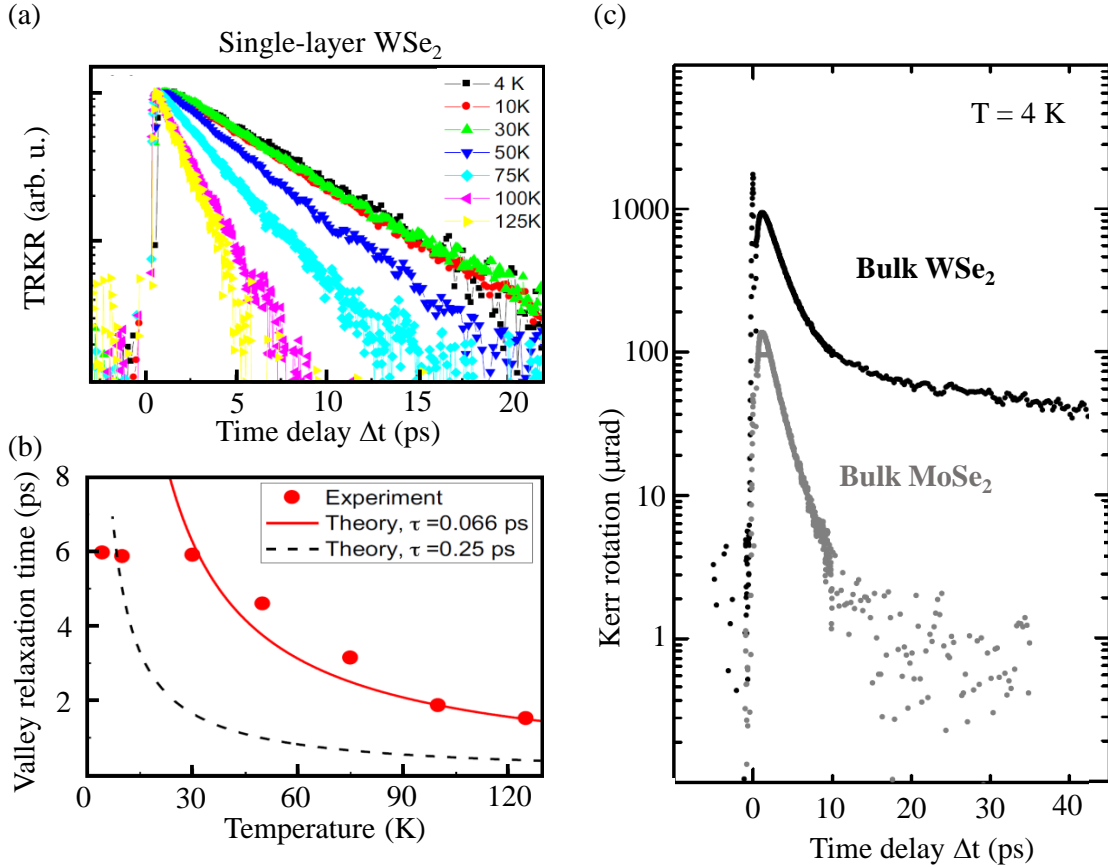 (a)
Single-layer WSe₂
TRKR (arb. u.)
4 K
10K
30K
50K
75K
100K
125K
0 5 10 15 20
Time delay Δt (ps)
(b)
Valley relaxation time (ps)
8
6
4
2
Experiment
Theory, τ =0.066 ps
Theory, τ =0.25 ps
0 30 60 90 120
Temperature (K)
(c)
T = 4 K
Kerr rotation (μrad)
1000
100
10
1
Bulk WSe₂
Bulk MoSe₂
0 10 20 30 40
Time delay Δt (ps)